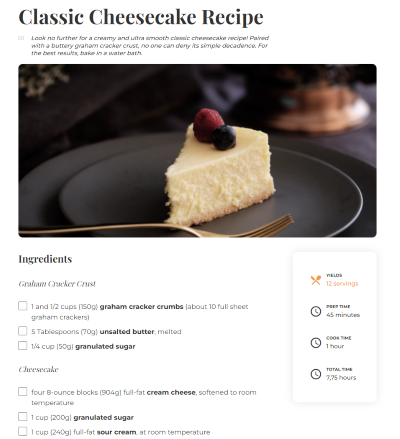 Classic Cheesecake Recipe
Look no further for a creamy and ultra smooth classic cheesecake recipe! Paired
with a buttery graham cracker crust, no one can deny its simple decadence. For
the best results, bake in a water bath.
Ingredients
Graham Cracker Crust
1 and 1/2 cups (150g) graham cracker crumbs (about 10 full sheet
graham crackers)
5 Tablespoons (70g) unsalted butter, melted
1/4 cup (50g) granulated sugar
Cheesecake
four 8-ounce blocks (904g) full-fat cream cheese, softened to room
temperature
1 cup (200g) granulated sugar
1 cup (240g) full-fat sour cream, at room temperature
YIELDS
12 servings
PREP TIME
45 minutes
COOK TIME
1 hour
TOTAL TIME
7,75 hours